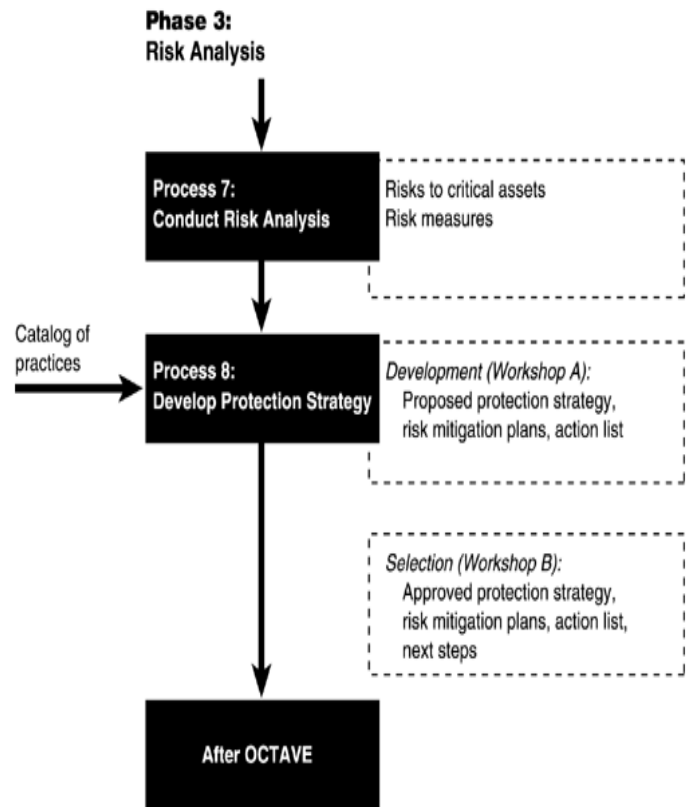 Phase 3:
Risk Analysis
Process 7:
Conduct Risk Analysis
Risks to critical assets
Risk measures
Catalog of
practices
Process 8:
Develop Protection Strategy
Development (Workshop A):
Proposed protection strategy,
risk mitigation plans, action list
Selection (Workshop B):
Approved protection strategy,
risk mitigation plans, action list,
next steps
After OCTAVE